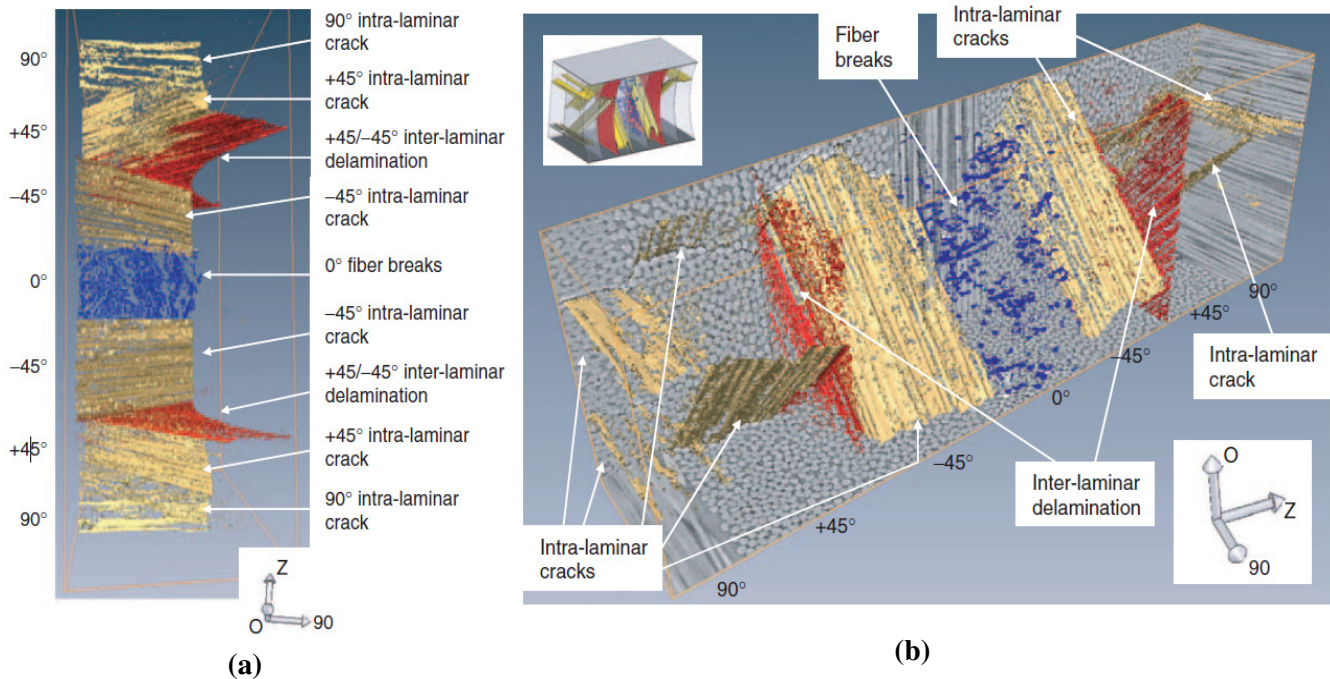 90°
+45°
−45°
0°
−45°
+45°
90°
90° intra-laminar
crack
+45° intra-laminar
crack
+45/−45° inter-laminar
delamination
−45° intra-laminar
crack
0° fiber breaks
−45° intra-laminar
crack
+45/−45° inter-laminar
delamination
+45° intra-laminar
crack
90° intra-laminar
crack
Z
O
90
(a)
Fiber
breaks
Intra-laminar
cracks
90°
+45°
−45°
0°
−45°
+45°
90°
Intra-laminar
crack
Inter-laminar
delamination
Intra-laminar
cracks
O
Z
90
(b)